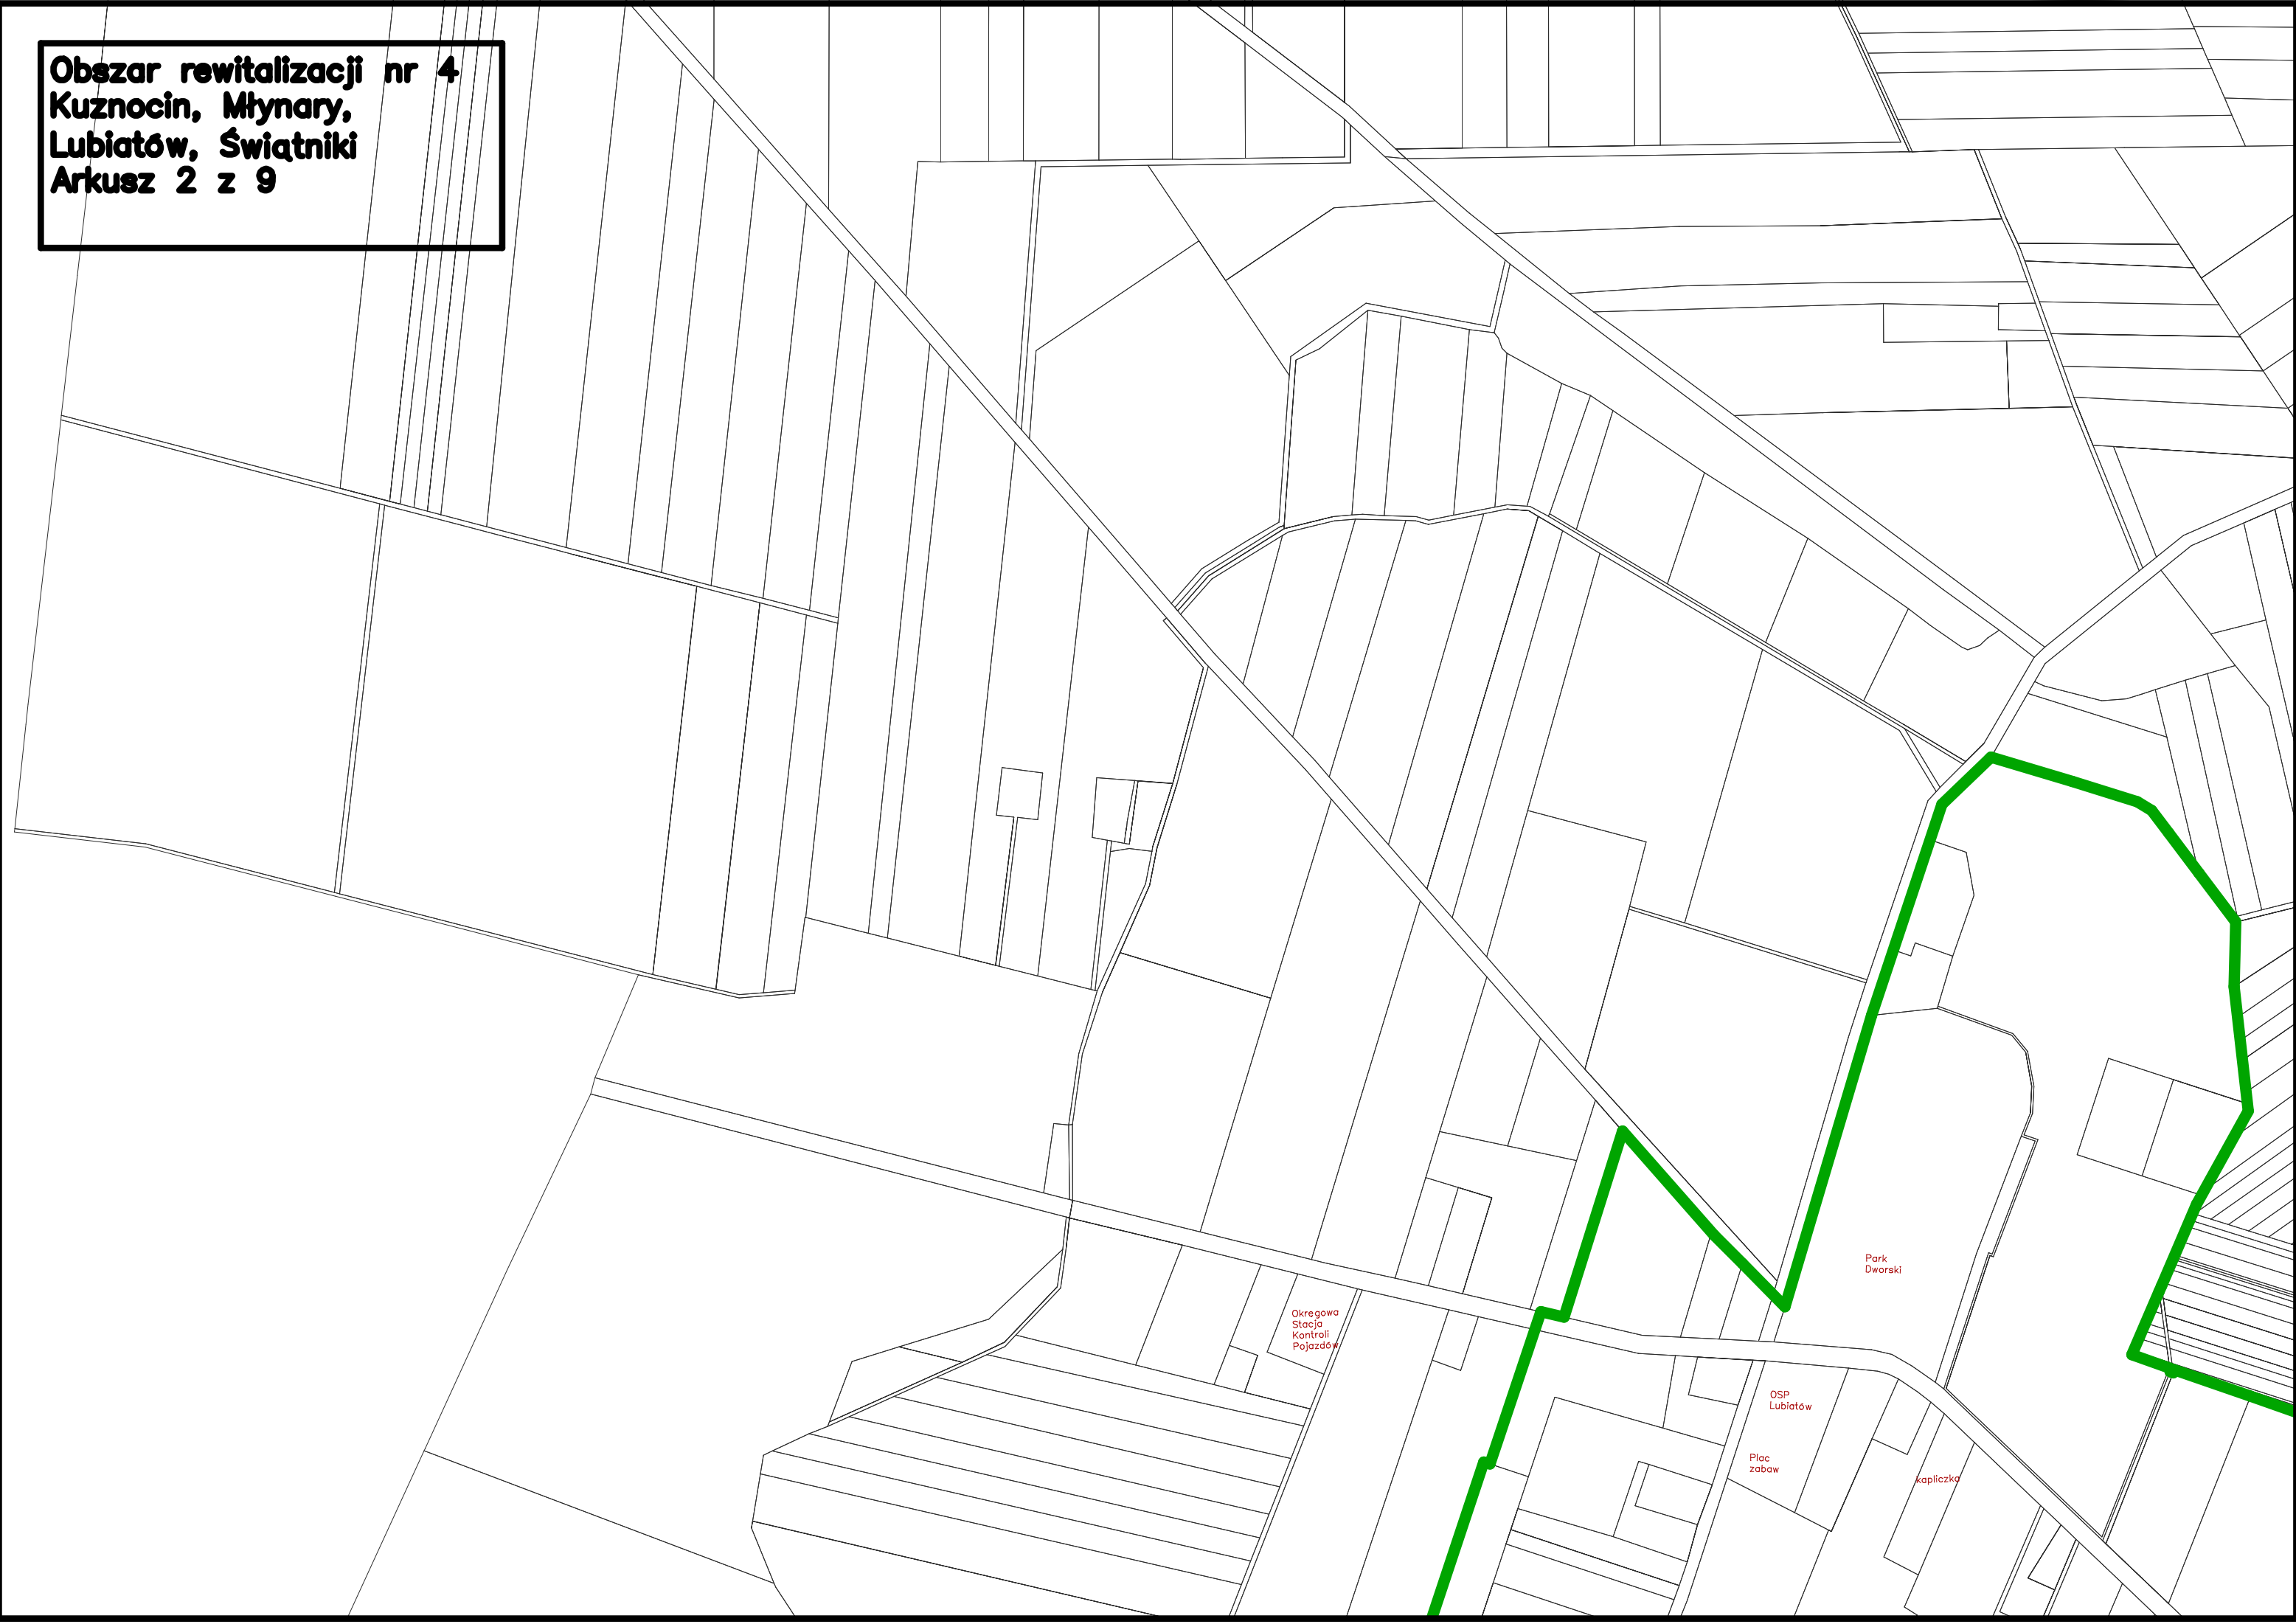 Obszar rewitalizacji nr 4
Kuznocin, Młynary,
Lubiatów, Świątniki
Arkusz 2 z 9
Park
Dworski
Okręgowa
Stacja
Kontroli
Pojazdów
OSP
Lubiatów
Plac
zabaw
kapliczka